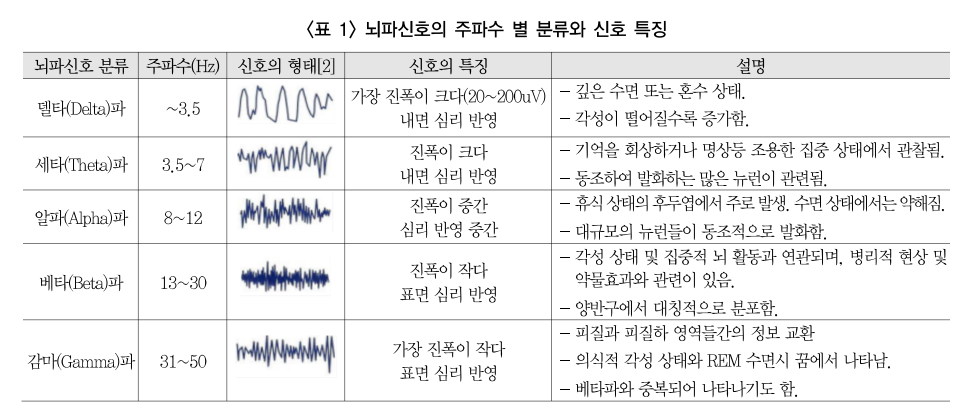 <표 1> 뇌파신호의 주파수 별 분류와 신호 특징
뇌파신호 분류 주파수(Hz) 신호의 형태[2] 신호의 특징 설명
델타(Delta)파 ~3.5 가장 진폭이 크다(20~200uV) 내면 심리 반영
- 깊은 수면 또는 혼수 상태.
- 각성이 떨어질수록 증가함.
세타(Theta)파 3.5~7 진폭이 크다 내면 심리 반영
- 기억을 회상하거나 명상등 조용한 집중 상태에서 관찰됨.
- 동조하여 발화하는 많은 뉴런이 관련됨.
알파(Alpha)파 8~12 진폭이 중간 심리 반영 중간
- 휴식 상태의 후두엽에서 주로 발생. 수면 상태에서는 약해짐.
- 대규모의 뉴런들이 동조적으로 발화함.
베타(Beta)파 13~30 진폭이 작다 표면 심리 반영
- 각성 상태 및 집중적 뇌 활동과 연관되며, 병리적 현상 및
약물효과와 관련이 있음.
- 양반구에서 대칭적으로 분포함.
감마(Gamma)파 31~50 가장 진폭이 작다 표면 심리 반영
- 피질과 피질하 영역들간의 정보 교환
- 의식적 각성 상태와 REM 수면시 꿈에서 나타남.
- 베타파와 중복되어 나타나기도 함.